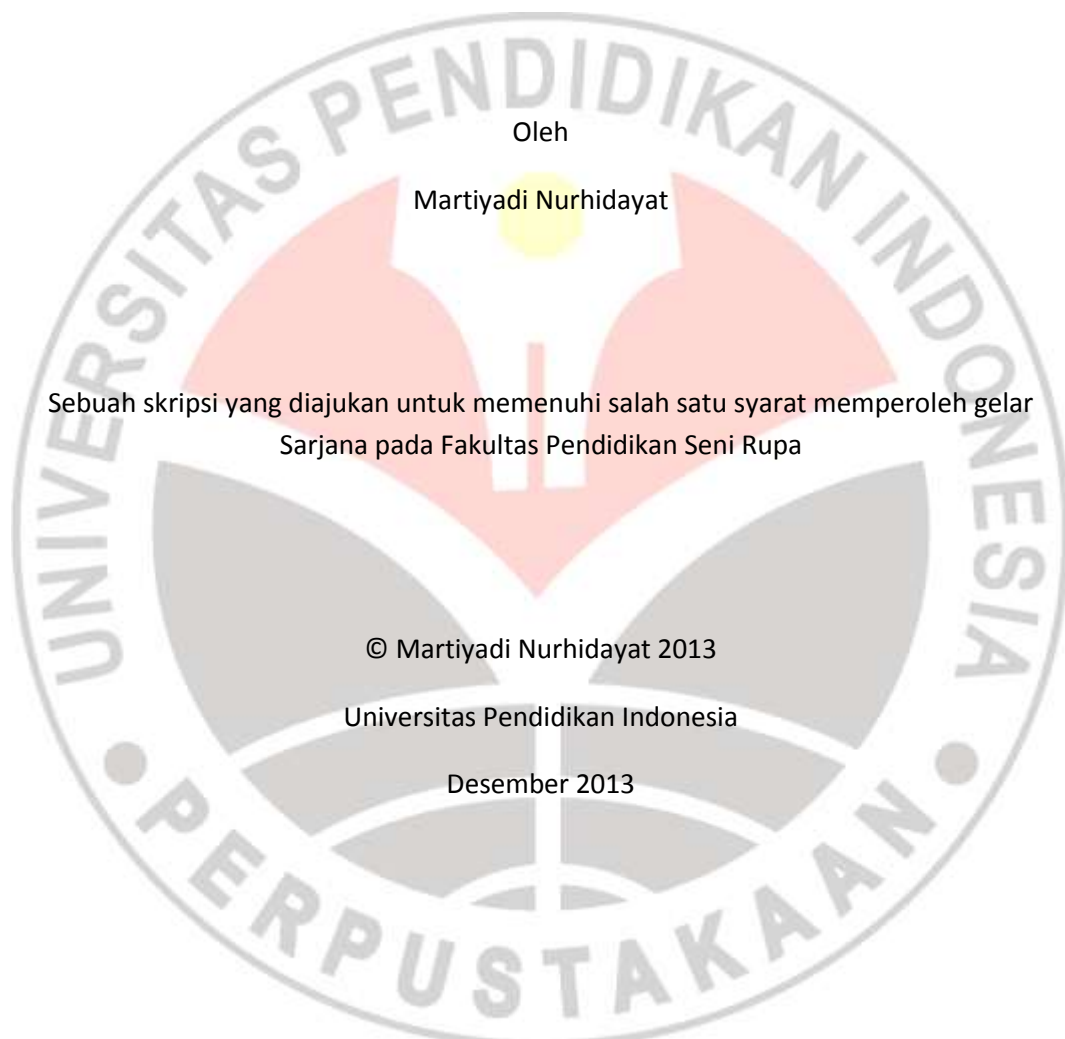 UNIVERSITAS PENDIDIKAN INDONESIA
Oleh
Martiyadi Nurhidayat
Sebuah skripsi yang diajukan untuk memenuhi salah satu syarat memperoleh gelar
Sarjana pada Fakultas Pendidikan Seni Rupa
© Martiyadi Nurhidayat 2013
Universitas Pendidikan Indonesia
Desember 2013
PERPUSTAKAAN